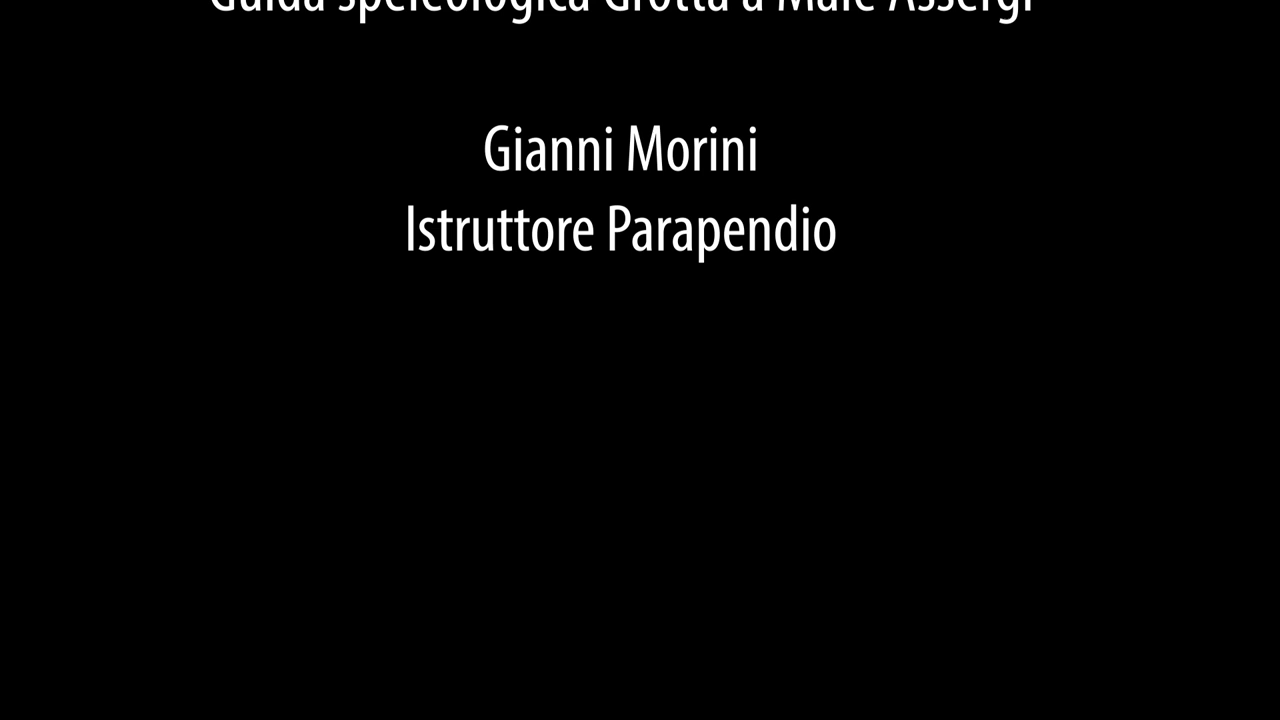 Guida speleologica Grotta a Male Assergi
Gianni Morini
Istruttore Parapendio